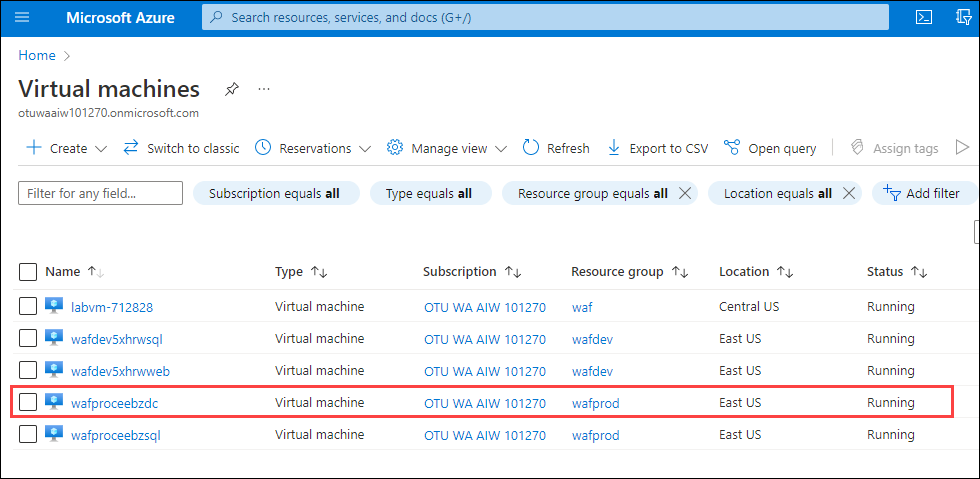 Microsoft Azure Search resources, services, and docs (G+/)
Home >
Virtual machines ...
otuwaaiw101270.onmicrosoft.com
+ Create Switch to classic Reservations Manage view Refresh Export to CSV Open query Assign tags
Filter for any field... Subscription equals all Type equals all Resource group equals all Location equals all Add filter
Name ↑↓ Type ↑↓ Subscription ↑↓ Resource group ↑↓ Location ↑↓ Status ↑↓
labvm-712828 Virtual machine OTU WA AIW 101270 waf Central US Running
wafdev5xhrwsql Virtual machine OTU WA AIW 101270 wafdev East US Running
wafdev5xhrwweb Virtual machine OTU WA AIW 101270 wafdev East US Running
wafproceebzdc Virtual machine OTU WA AIW 101270 wafprod East US Running
wafproceebzsql Virtual machine OTU WA AIW 101270 wafprod East US Running